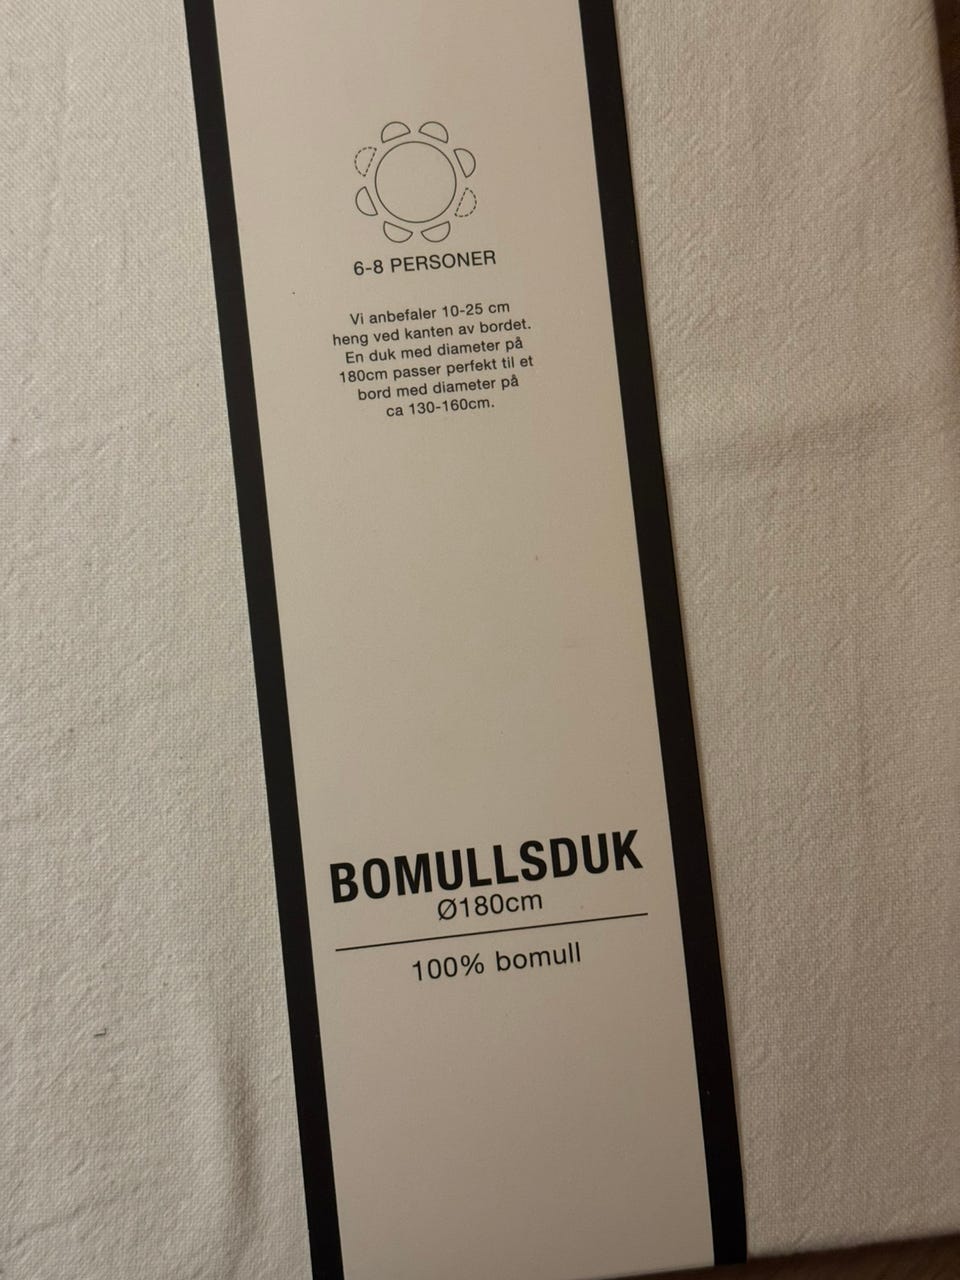 6-8 PERSONER
Vi anbefaler 10-25 cm
heng ved kanten av bordet.
En duk med diameter på
180cm passer perfekt til et
bord med diameter på
ca 130-160cm.
BOMULLSDUK
Ø180cm
100% bomull